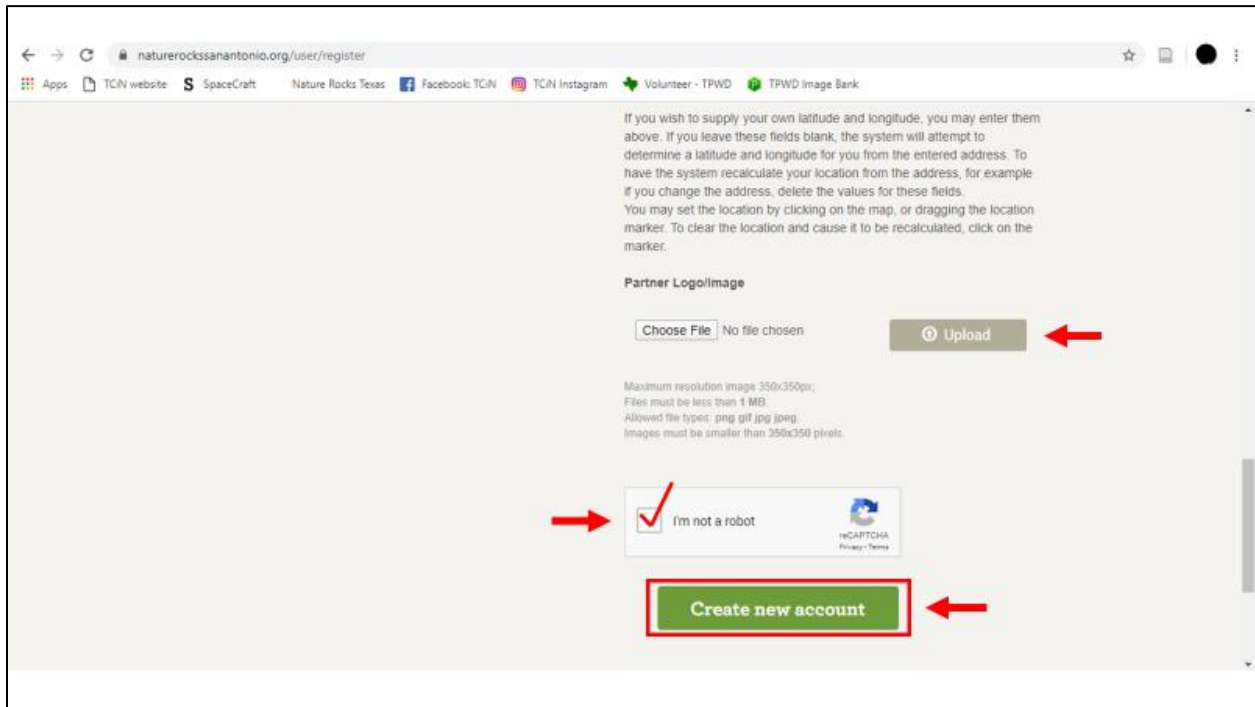 naturerockssanantonio.org/user/register
Apps TCiN website S SpaceCraft Nature Rocks Texas Facebook: TCiN TCiN Instagram Volunteer - TPWD TPWD Image Bank
If you wish to supply your own latitude and longitude, you may enter them
above. If you leave these fields blank, the system will attempt to
determine a latitude and longitude for you from the entered address. To
have the system recalculate your location from the address, for example
if you change the address, delete the values for these fields.
You may set the location by clicking on the map, or dragging the location
marker. To clear the location and cause it to be recalculated, click on the
marker.
Partner Logo/Image
Choose File No file chosen Upload
Maximum resolution image 350x350px;
Files must be less than 1 MB.
Allowed file types: png gif jpg jpeg.
Images must be smaller than 350x350 pixels.
I'm not a robot
reCAPTCHA
Privacy - Terms
Create new account